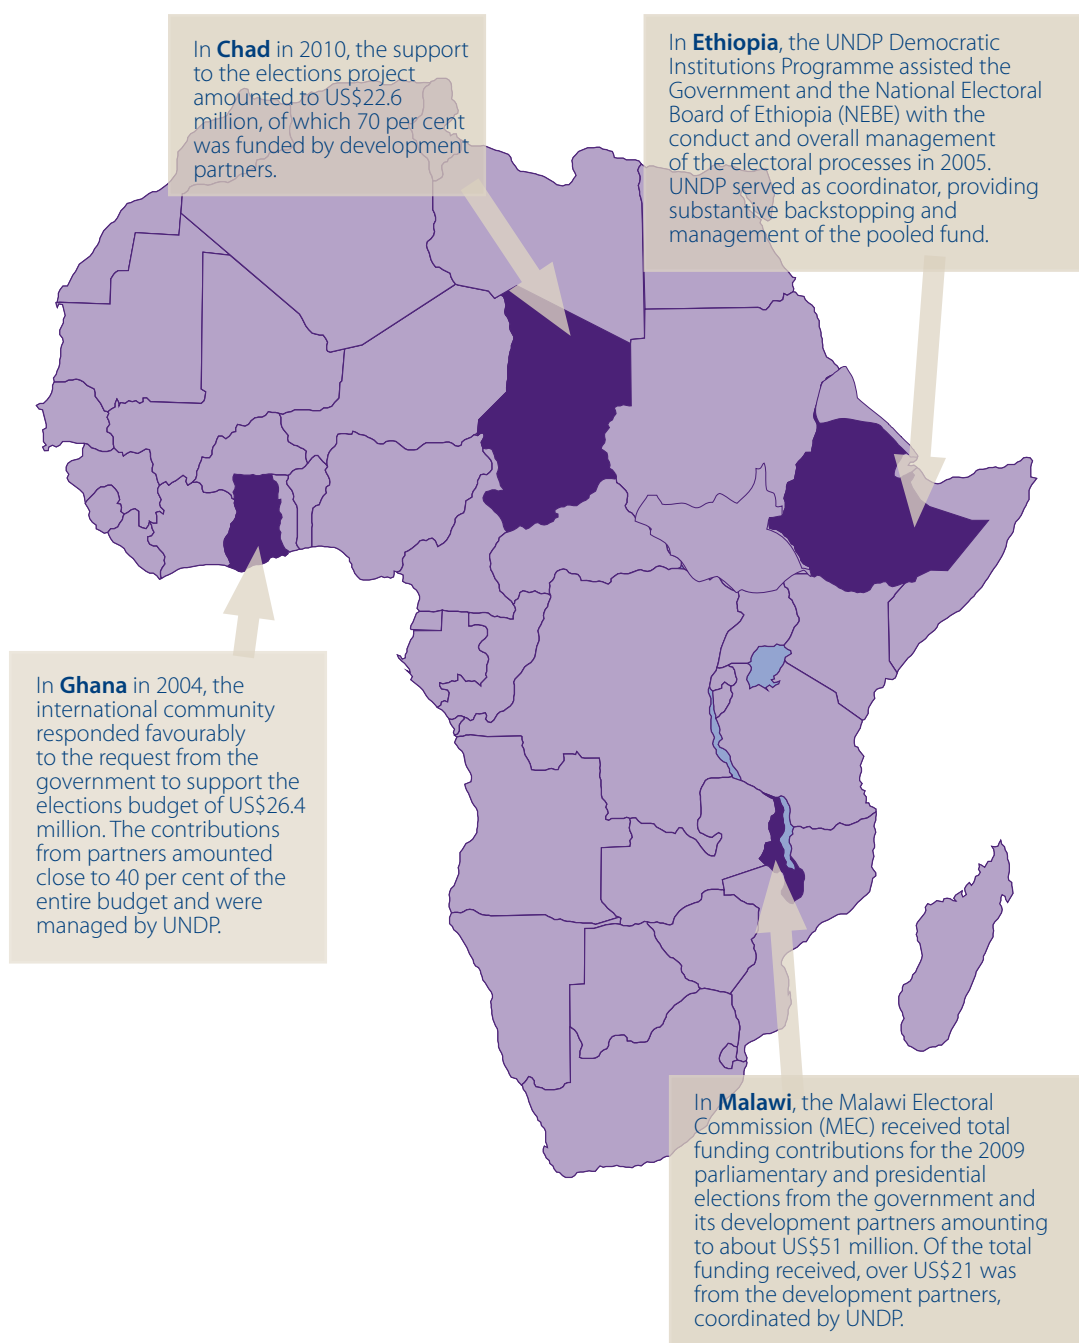 In Chad in 2010, the support
to the elections project
amounted to US$22.6
million, of which 70 per cent
was funded by development
partners.
In Ethiopia, the UNDP Democratic
Institutions Programme assisted the
Government and the National Electoral
Board of Ethiopia (NEBE) with the
conduct and overall management
of the electoral processes in 2005.
UNDP served as coordinator, providing
substantive backstopping and
management of the pooled fund.
In Ghana in 2004, the
international community
responded favourably
to the request from the
government to support the
elections budget of US$26.4
million. The contributions
from partners amounted
close to 40 per cent of the
entire budget and were
managed by UNDP.
In Malawi, the Malawi Electoral
Commission (MEC) received total
funding contributions for the 2009
parliamentary and presidential
elections from the government and
its development partners amounting
to about US$51 million. Of the total
funding received, over US$21 was
from the development partners,
coordinated by UNDP.